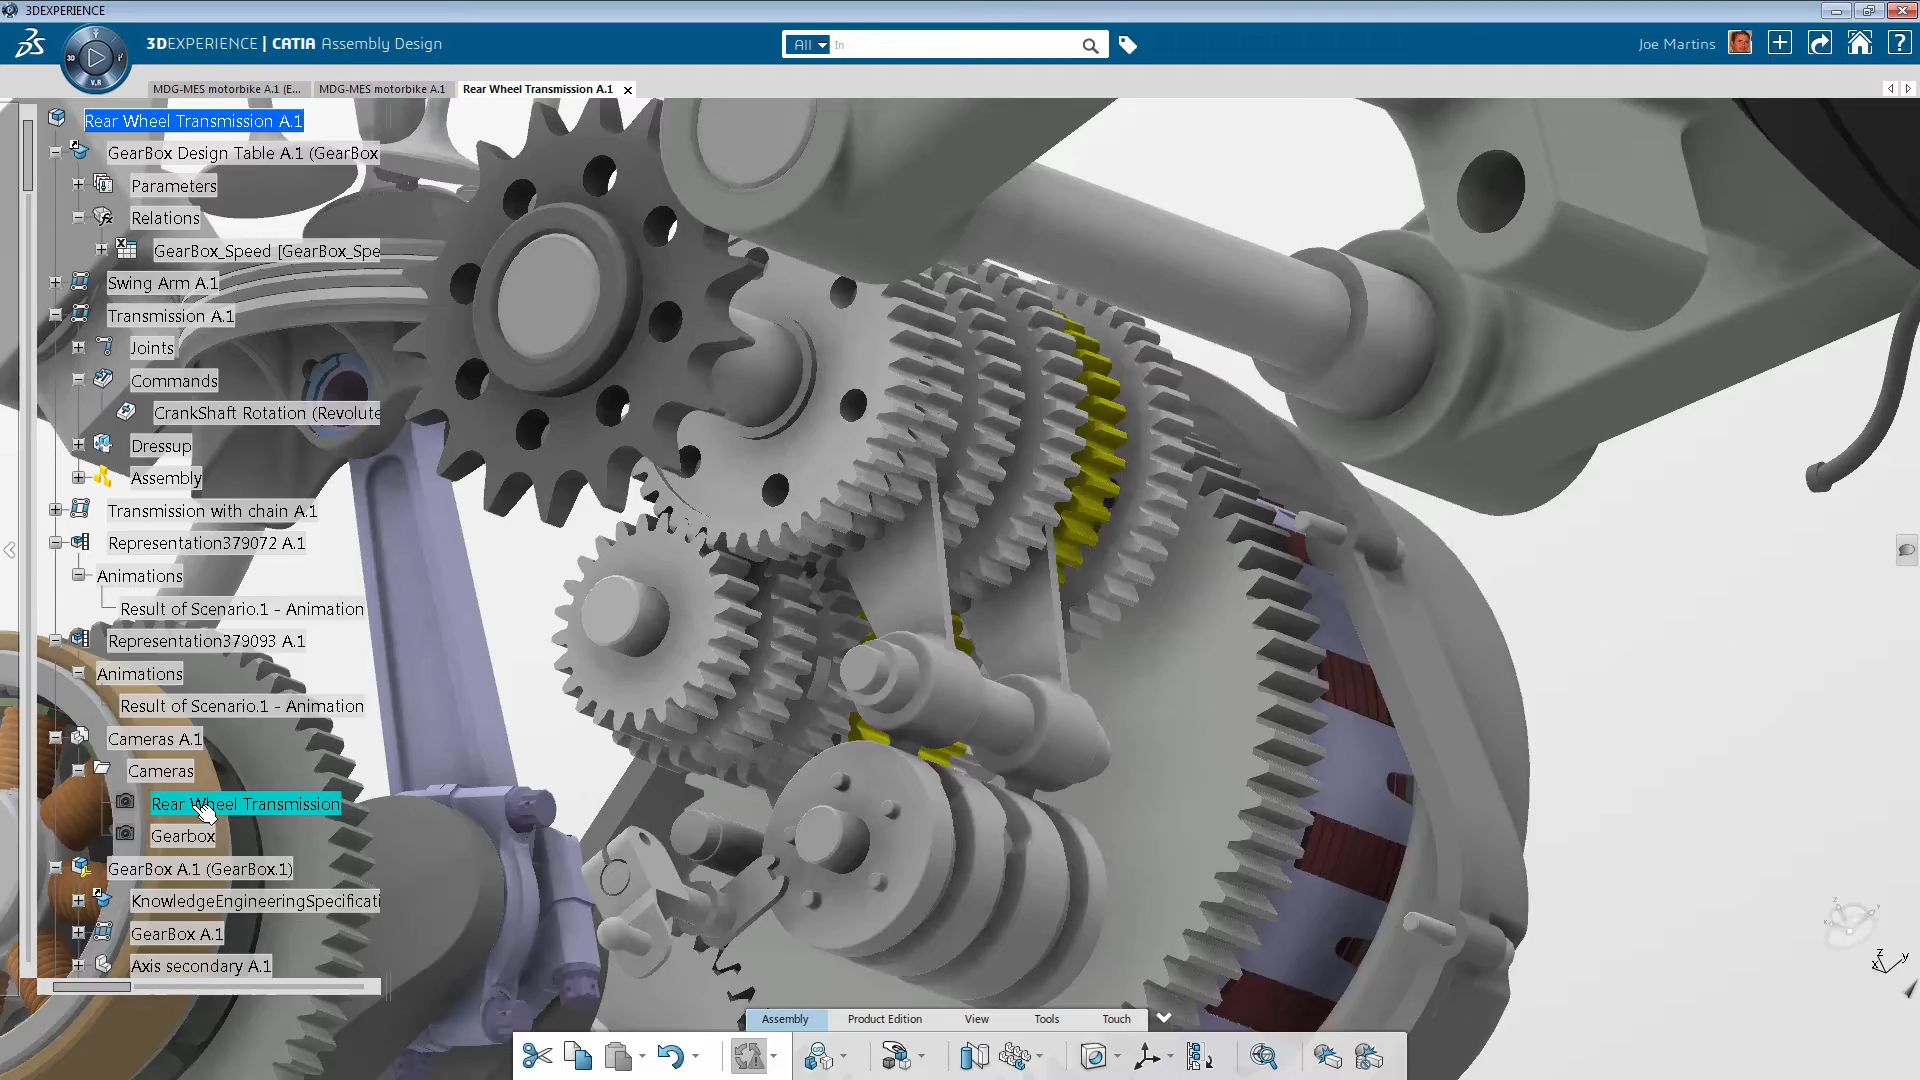 3DEXPERIENCE
3DEXPERIENCE | CATIA Assembly Design
All
In
Joe Martins
3D
V.R
MDG-MES motorbike A.1 (E...
MDG-MES motorbike A.1
Rear Wheel Transmission A.1
Rear Wheel Transmission A.1
GearBox Design Table A.1 (GearBox
Parameters
Relations
GearBox_Speed [GearBox_Spe
Swing Arm A.1
Transmission A.1
Joints
Commands
CrankShaft Rotation (Revolute
Dressup
Assembly
Transmission with chain A.1
Representation379072 A.1
Animations
Result of Scenario.1 - Animation
Representation379093 A.1
Animations
Result of Scenario.1 - Animation
Cameras A.1
Cameras
Rear Wheel Transmission
Gearbox
GearBox A.1 (GearBox.1)
KnowledgeEngineeringSpecificati
GearBox A.1
Axis secondary A.1
Assembly
Product Edition
View
Tools
Touch